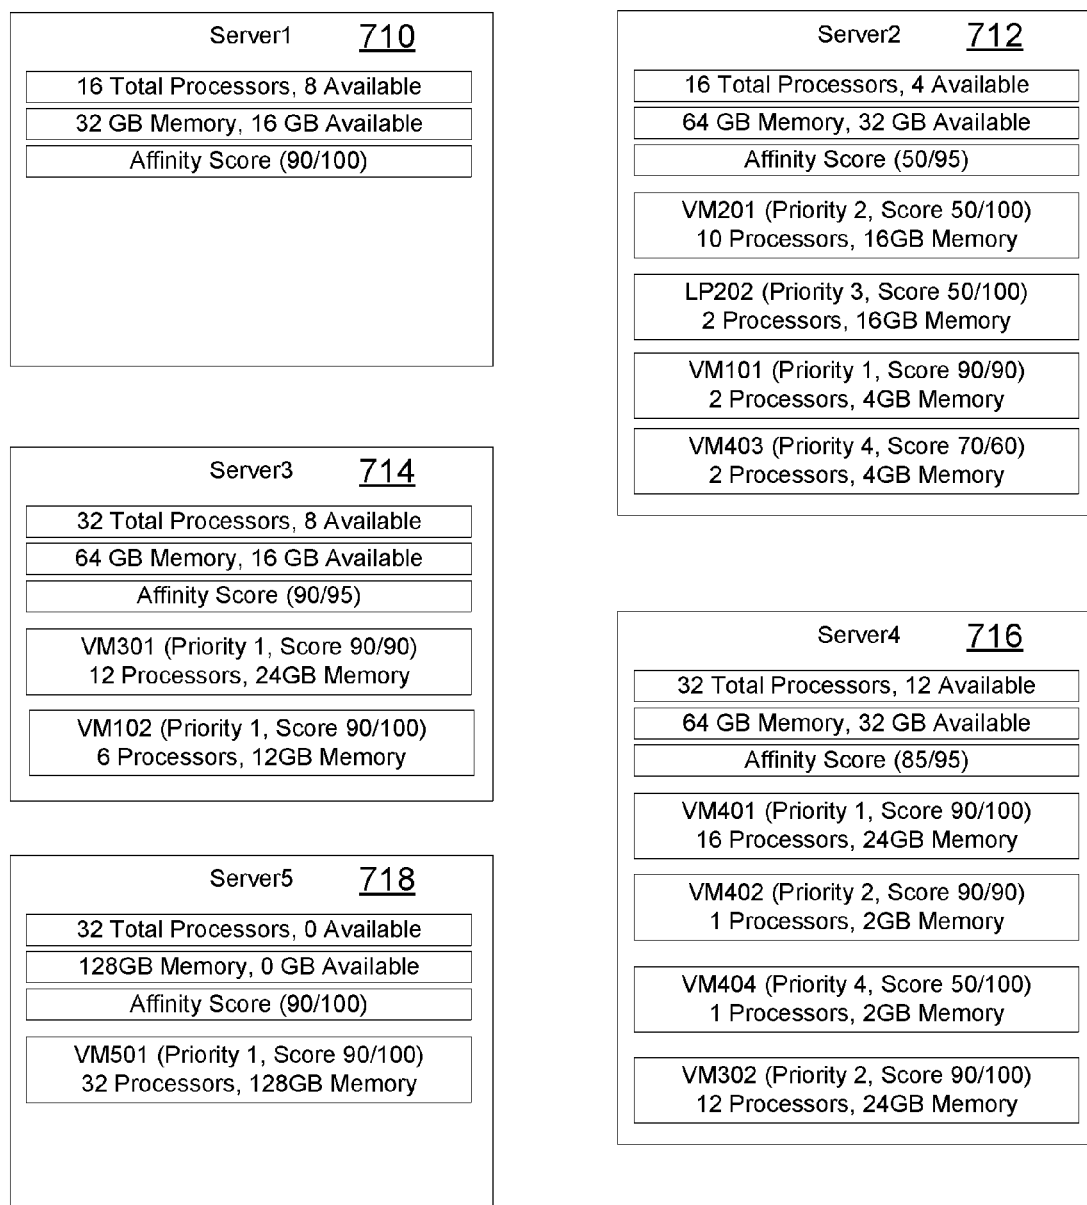 Server1 710
16 Total Processors, 8 Available
32 GB Memory, 16 GB Available
Affinity Score (90/100)
Server2 712
16 Total Processors, 4 Available
64 GB Memory, 32 GB Available
Affinity Score (50/95)
VM201 (Priority 2, Score 50/100)
10 Processors, 16GB Memory
LP202 (Priority 3, Score 50/100)
2 Processors, 16GB Memory
VM101 (Priority 1, Score 90/90)
2 Processors, 4GB Memory
VM403 (Priority 4, Score 70/60)
2 Processors, 4GB Memory
Server3 714
32 Total Processors, 8 Available
64 GB Memory, 16 GB Available
Affinity Score (90/95)
VM301 (Priority 1, Score 90/90)
12 Processors, 24GB Memory
VM102 (Priority 1, Score 90/100)
6 Processors, 12GB Memory
Server4 716
32 Total Processors, 12 Available
64 GB Memory, 32 GB Available
Affinity Score (85/95)
VM401 (Priority 1, Score 90/100)
16 Processors, 24GB Memory
VM402 (Priority 2, Score 90/90)
1 Processors, 2GB Memory
VM404 (Priority 4, Score 50/100)
1 Processors, 2GB Memory
VM302 (Priority 2, Score 90/100)
12 Processors, 24GB Memory
Server5 718
32 Total Processors, 0 Available
128GB Memory, 0 GB Available
Affinity Score (90/100)
VM501 (Priority 1, Score 90/100)
32 Processors, 128GB Memory